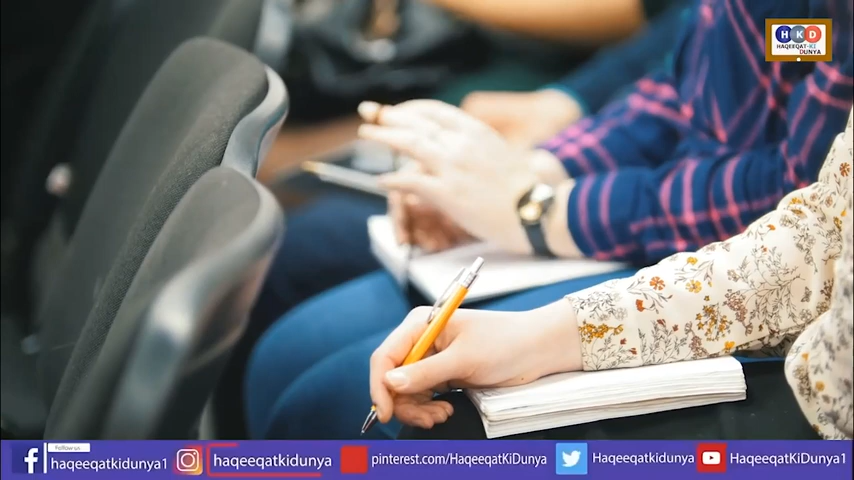 HKD
HAQEEQAT-KI
DUNYA
Follow us
haqeeqatkidunya1
haqeeqatkidunya
pinterest.com/HaqeeqatKiDunya
HaqeeqatKidunya
HaqeeqatKiDunya1